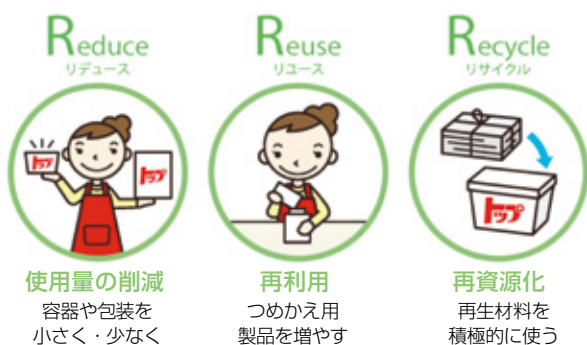 Reduce
リデュース
トップ
トップ
使用量の削減
容器や包装を
小さく・少なく
Reuse
リユース
再利用
つめかえ用
製品を増やす
Recycle
リサイクル
トップ
再資源化
再生材料を
積極的に使う